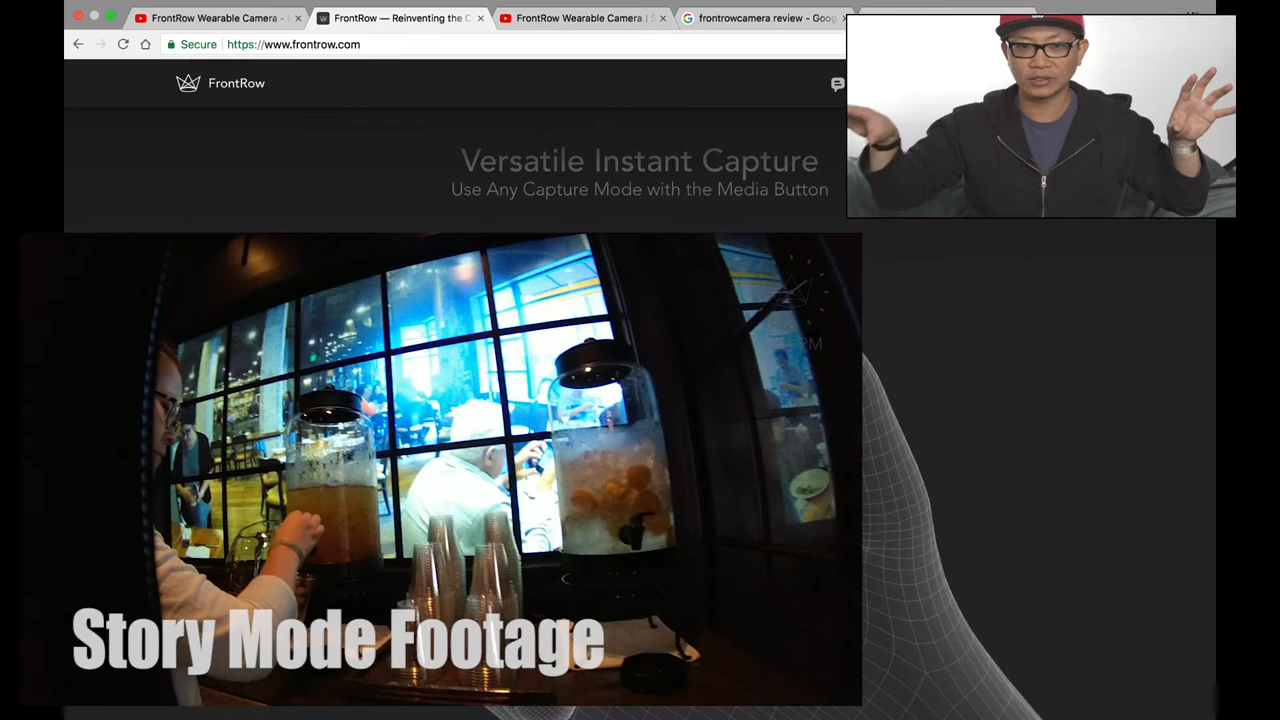 FrontRow Wearable Camera -
FrontRow — Reinventing the C
FrontRow Wearable Camera | S
frontrowcamera review - Goog
Secure
https://www.frontrow.com
FrontRow
Versatile Instant Capture
Use Any Capture Mode with the Media Button
PM
Story Mode Footage